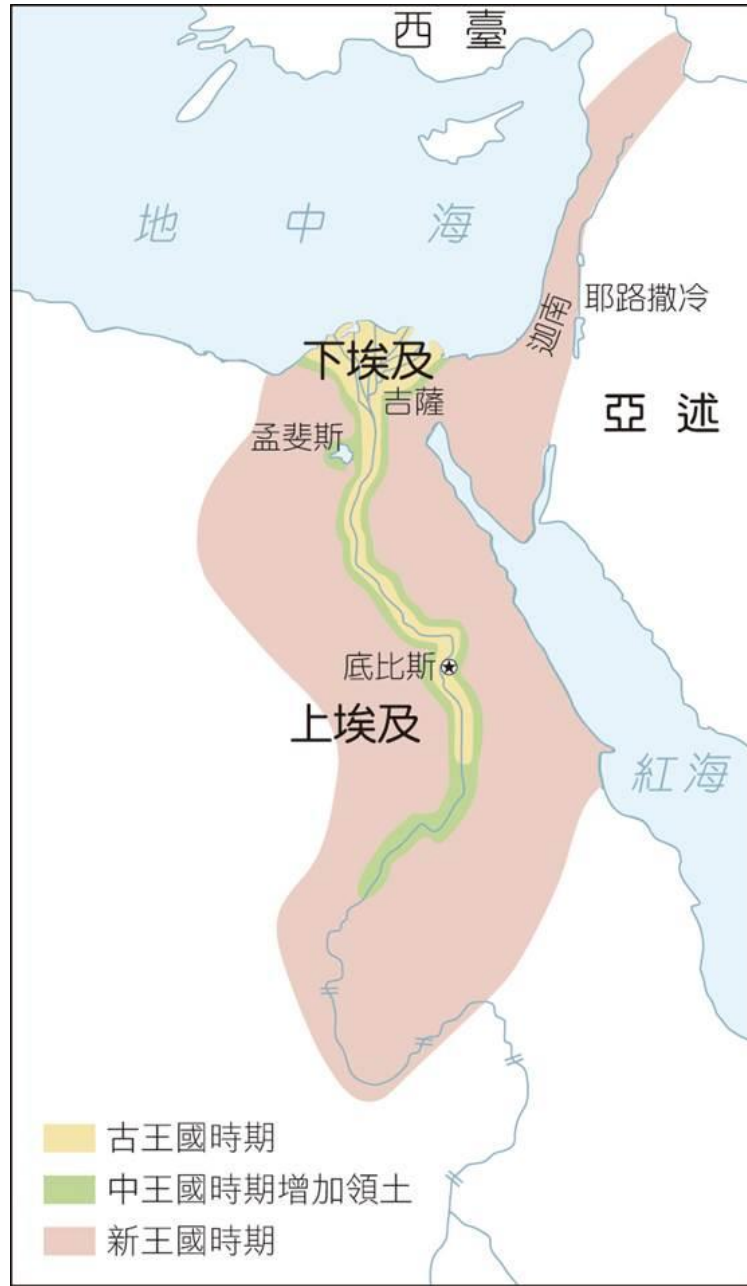 西臺
地中海
耶路撒冷
迦南
下埃及
吉薩
亞述
孟斐斯
底比斯
上埃及
紅海
古王國時期
中王國時期增加領土
新王國時期